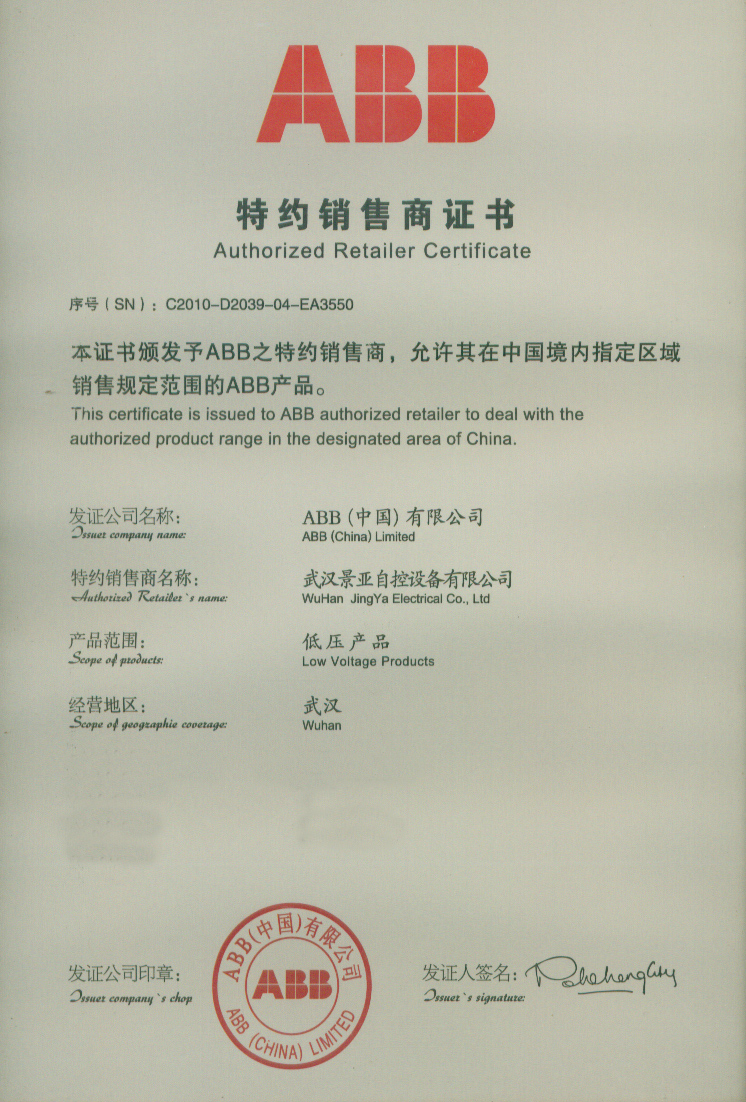 ABB
特约销售商证书
Authorized Retailer Certificate
序号（SN）：C2010-D2039-04-EA3550
本证书颁发予ABB之特约销售商，允许其在中国境内指定区域
销售规定范围的ABB产品。
This certificate is issued to ABB authorized retailer to deal with the
authorized product range in the designated area of China.
发证公司名称： ABB（中国）有限公司
Issuer company name: ABB (China) Limited
特约销售商名称： 武汉景亚自控设备有限公司
Authorized Retailer`s name: WuHan JingYa Electrical Co., Ltd
产品范围： 低压产品
Scope of products: Low Voltage Products
经营地区： 武汉
Scope of geographic coverage: Wuhan
发证公司印章：
Issuer company`s chop
ABB(中国)有限公司
ABB
ABB (CHINA) LIMITED
发证人签名：
Issuer`s signature: